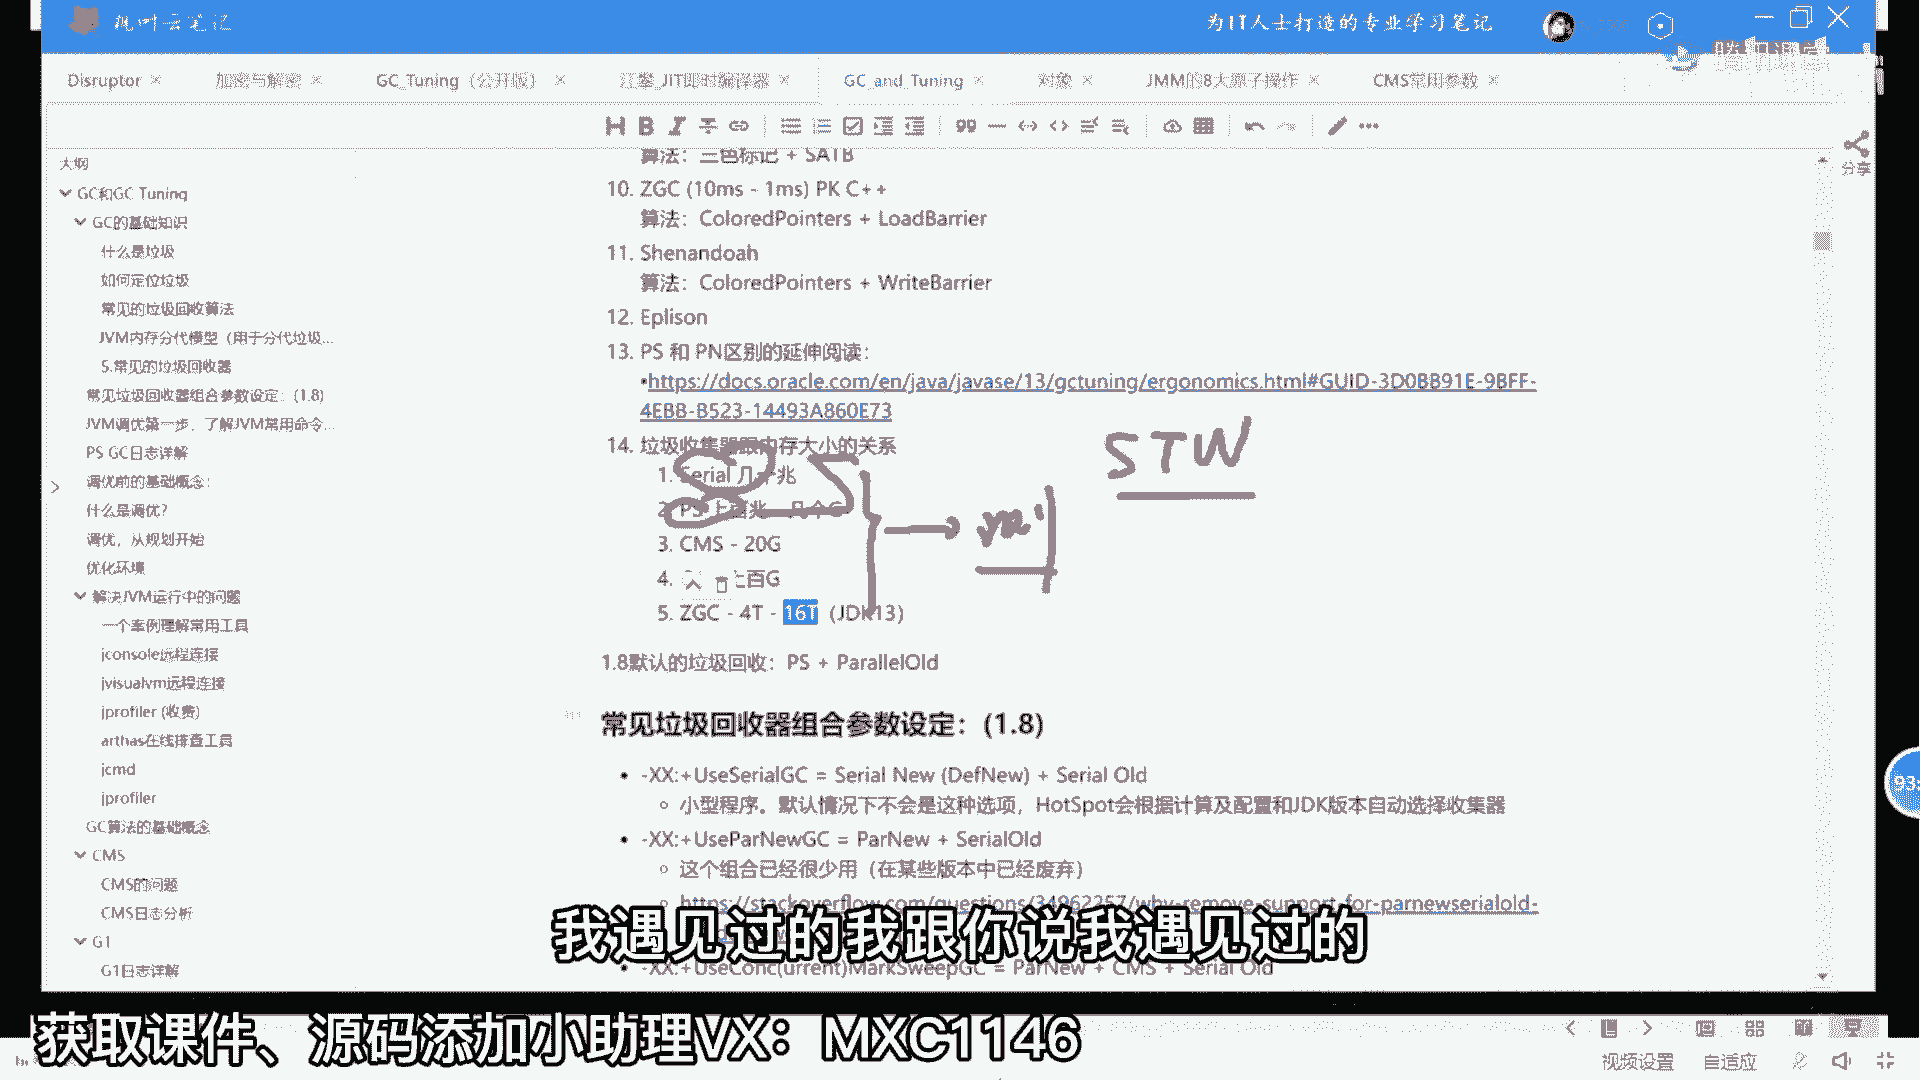 枫叶云笔记
为IT人士打造的专业学习笔记
Disruptor × 加密与解密 × GC_Tuning（公开版） × 江攀_JIT即时编译器 × GC_and_Tuning × 对象 × JMM的8大原子操作 × CMS常用参数 ×
大纲
分享
GC和GC Tuning
GC的基础知识
什么是垃圾
如何定位垃圾
常见的垃圾回收算法
JVM内存分代模型（用于分代垃圾...
5.常见的垃圾回收器
常见垃圾回收器组合参数设定：(1.8)
JVM调优第一步，了解JVM常用命令...
PS GC日志详解
调优前的基础概念：
什么是调优？
调优，从规划开始
优化环境
解决JVM运行中的问题
一个案例理解常用工具
jconsole远程连接
jvisualvm远程连接
jprofiler (收费)
arthas在线排查工具
jcmd
jprofiler
GC算法的基础概念
CMS
CMS的问题
CMS日志分析
G1
G1日志详解
算法：三色标记 + SATB
10. ZGC (10ms - 1ms) PK C++
算法：ColoredPointers + LoadBarrier
11. Shenandoah
算法：ColoredPointers + WriteBarrier
12. Eplison
13. PS 和 PN区别的延伸阅读：
•https://docs.oracle.com/en/java/javase/13/gctuning/ergonomics.html#GUID-3D0BB91E-9BFF-
4EBB-B523-14493A860E73
14. 垃圾收集器跟内存大小的关系
1. Serial 几十兆
2. PS 上百兆 - 几个G
3. CMS - 20G
4. 上百G
5. ZGC - 4T - 16T（JDK13）
STW
1.8默认的垃圾回收：PS + ParallelOld
常见垃圾回收器组合参数设定：(1.8)
• -XX:+UseSerialGC = Serial New (DefNew) + Serial Old
小型程序。默认情况下不会是这种选项，HotSpot会根据计算及配置和JDK版本自动选择收集器
• -XX:+UseParNewGC = ParNew + SerialOld
这个组合已经很少用（在某些版本中已经废弃）
https://stackoverflow.com/questions/34962257/why-remove-support-for-parnewserialold-
• -XX:+UseConc(urrent)MarkSweepGC = ParNew + CMS + Serial Old
我遇见过的我跟你说我遇见过的
获取课件、源码添加小助理VX：MXC1146
视频设置 自适应